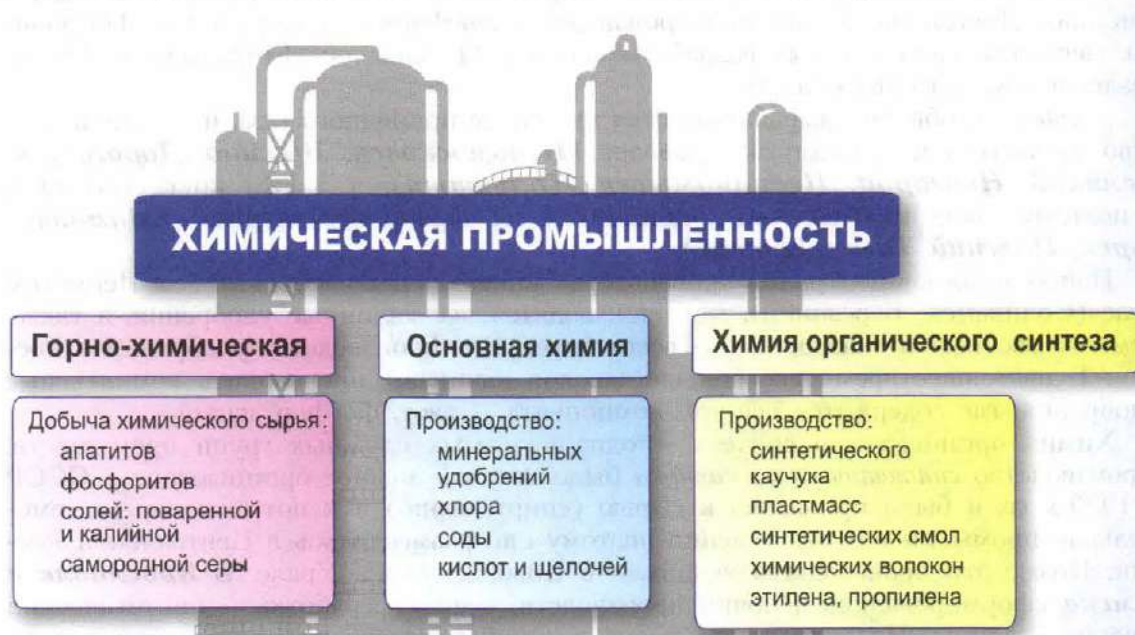 ХИМИЧЕСКАЯ ПРОМЫШЛЕННОСТЬ
Горно-химическая
Добыча химического сырья:
апатитов
фосфоритов
солей: поваренной
и калийной
самородной серы
Основная химия
Производство:
минеральных
удобрений
хлора
соды
кислот и щёлочей
Химия органического синтеза
Производство:
синтетического
каучука
пластмасс
синтетических смол
химических волокон
этилена, пропилена